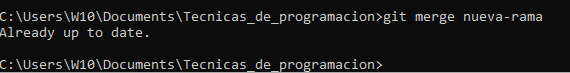 C:\Users\W10\Documents\Tecnicas_de_programacion>git merge nueva-rama
Already up to date.
C:\Users\W10\Documents\Tecnicas_de_programacion>